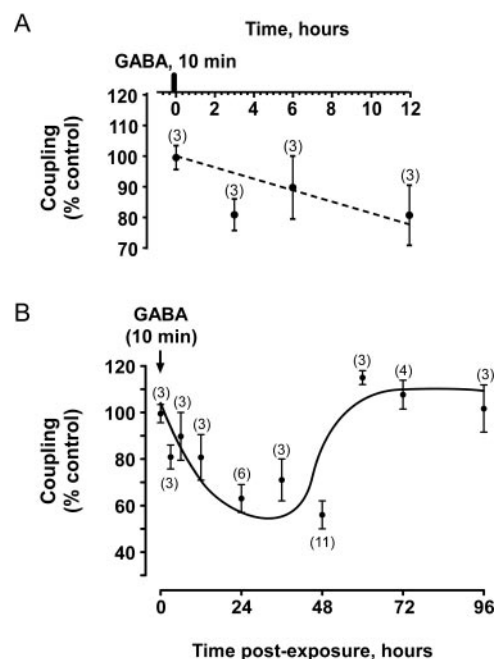 A
Time, hours
GABA, 10 min
0 2 4 6 8 10 12
120
110
100
90
80
70
Coupling
(% control)
(3)
(3)
(3)
(3)
B
GABA
(10 min)
120
100
80
60
40
Coupling
(% control)
(3)
(3)
(3)
(3)
(6)
(3)
(11)
(3)
(4)
(3)
0 24 48 72 96
Time post-exposure, hours